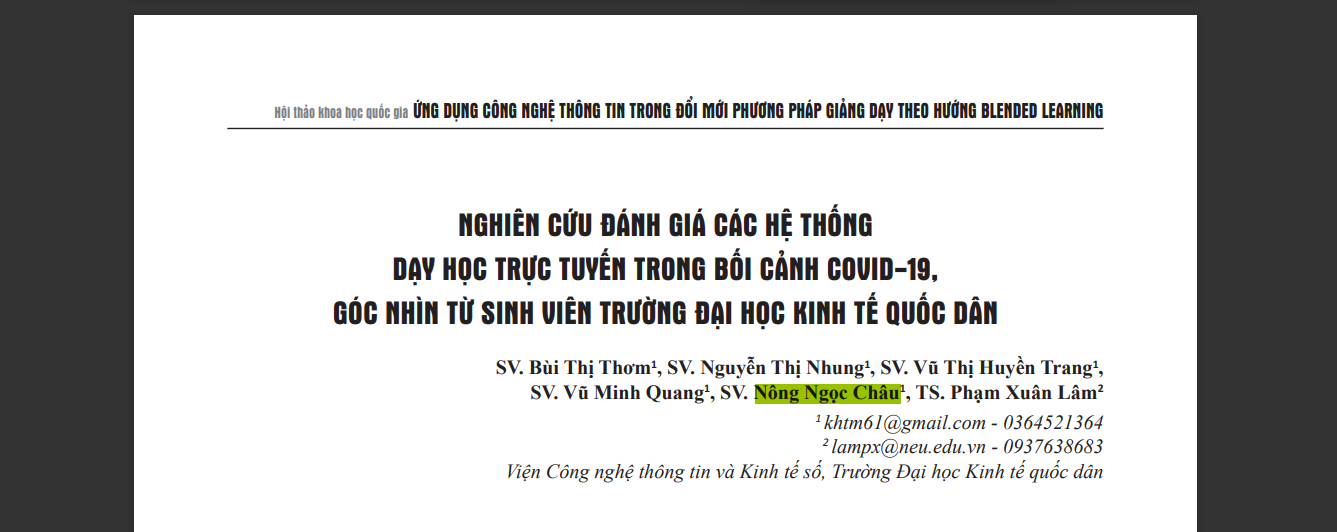 Hội thảo khoa học quốc gia ỨNG DỤNG CÔNG NGHỆ THÔNG TIN TRONG ĐỔI MỚI PHƯƠNG PHÁP GIẢNG DẠY THEO HƯỚNG BLENDED LEARNING
NGHIÊN CỨU ĐÁNH GIÁ CÁC HỆ THỐNG
DẠY HỌC TRỰC TUYẾN TRONG BỐI CẢNH COVID-19,
GÓC NHÌN TỪ SINH VIÊN TRƯỜNG ĐẠI HỌC KINH TẾ QUỐC DÂN
SV. Bùi Thị Thơm¹, SV. Nguyễn Thị Nhung¹, SV. Vũ Thị Huyền Trang¹,
SV. Vũ Minh Quang¹, SV. Nông Ngọc Châu¹, TS. Phạm Xuân Lâm²
¹ khtm61@gmail.com - 0364521364
² lampx@neu.edu.vn - 0937638683
Viện Công nghệ thông tin và Kinh tế số, Trường Đại học Kinh tế quốc dân